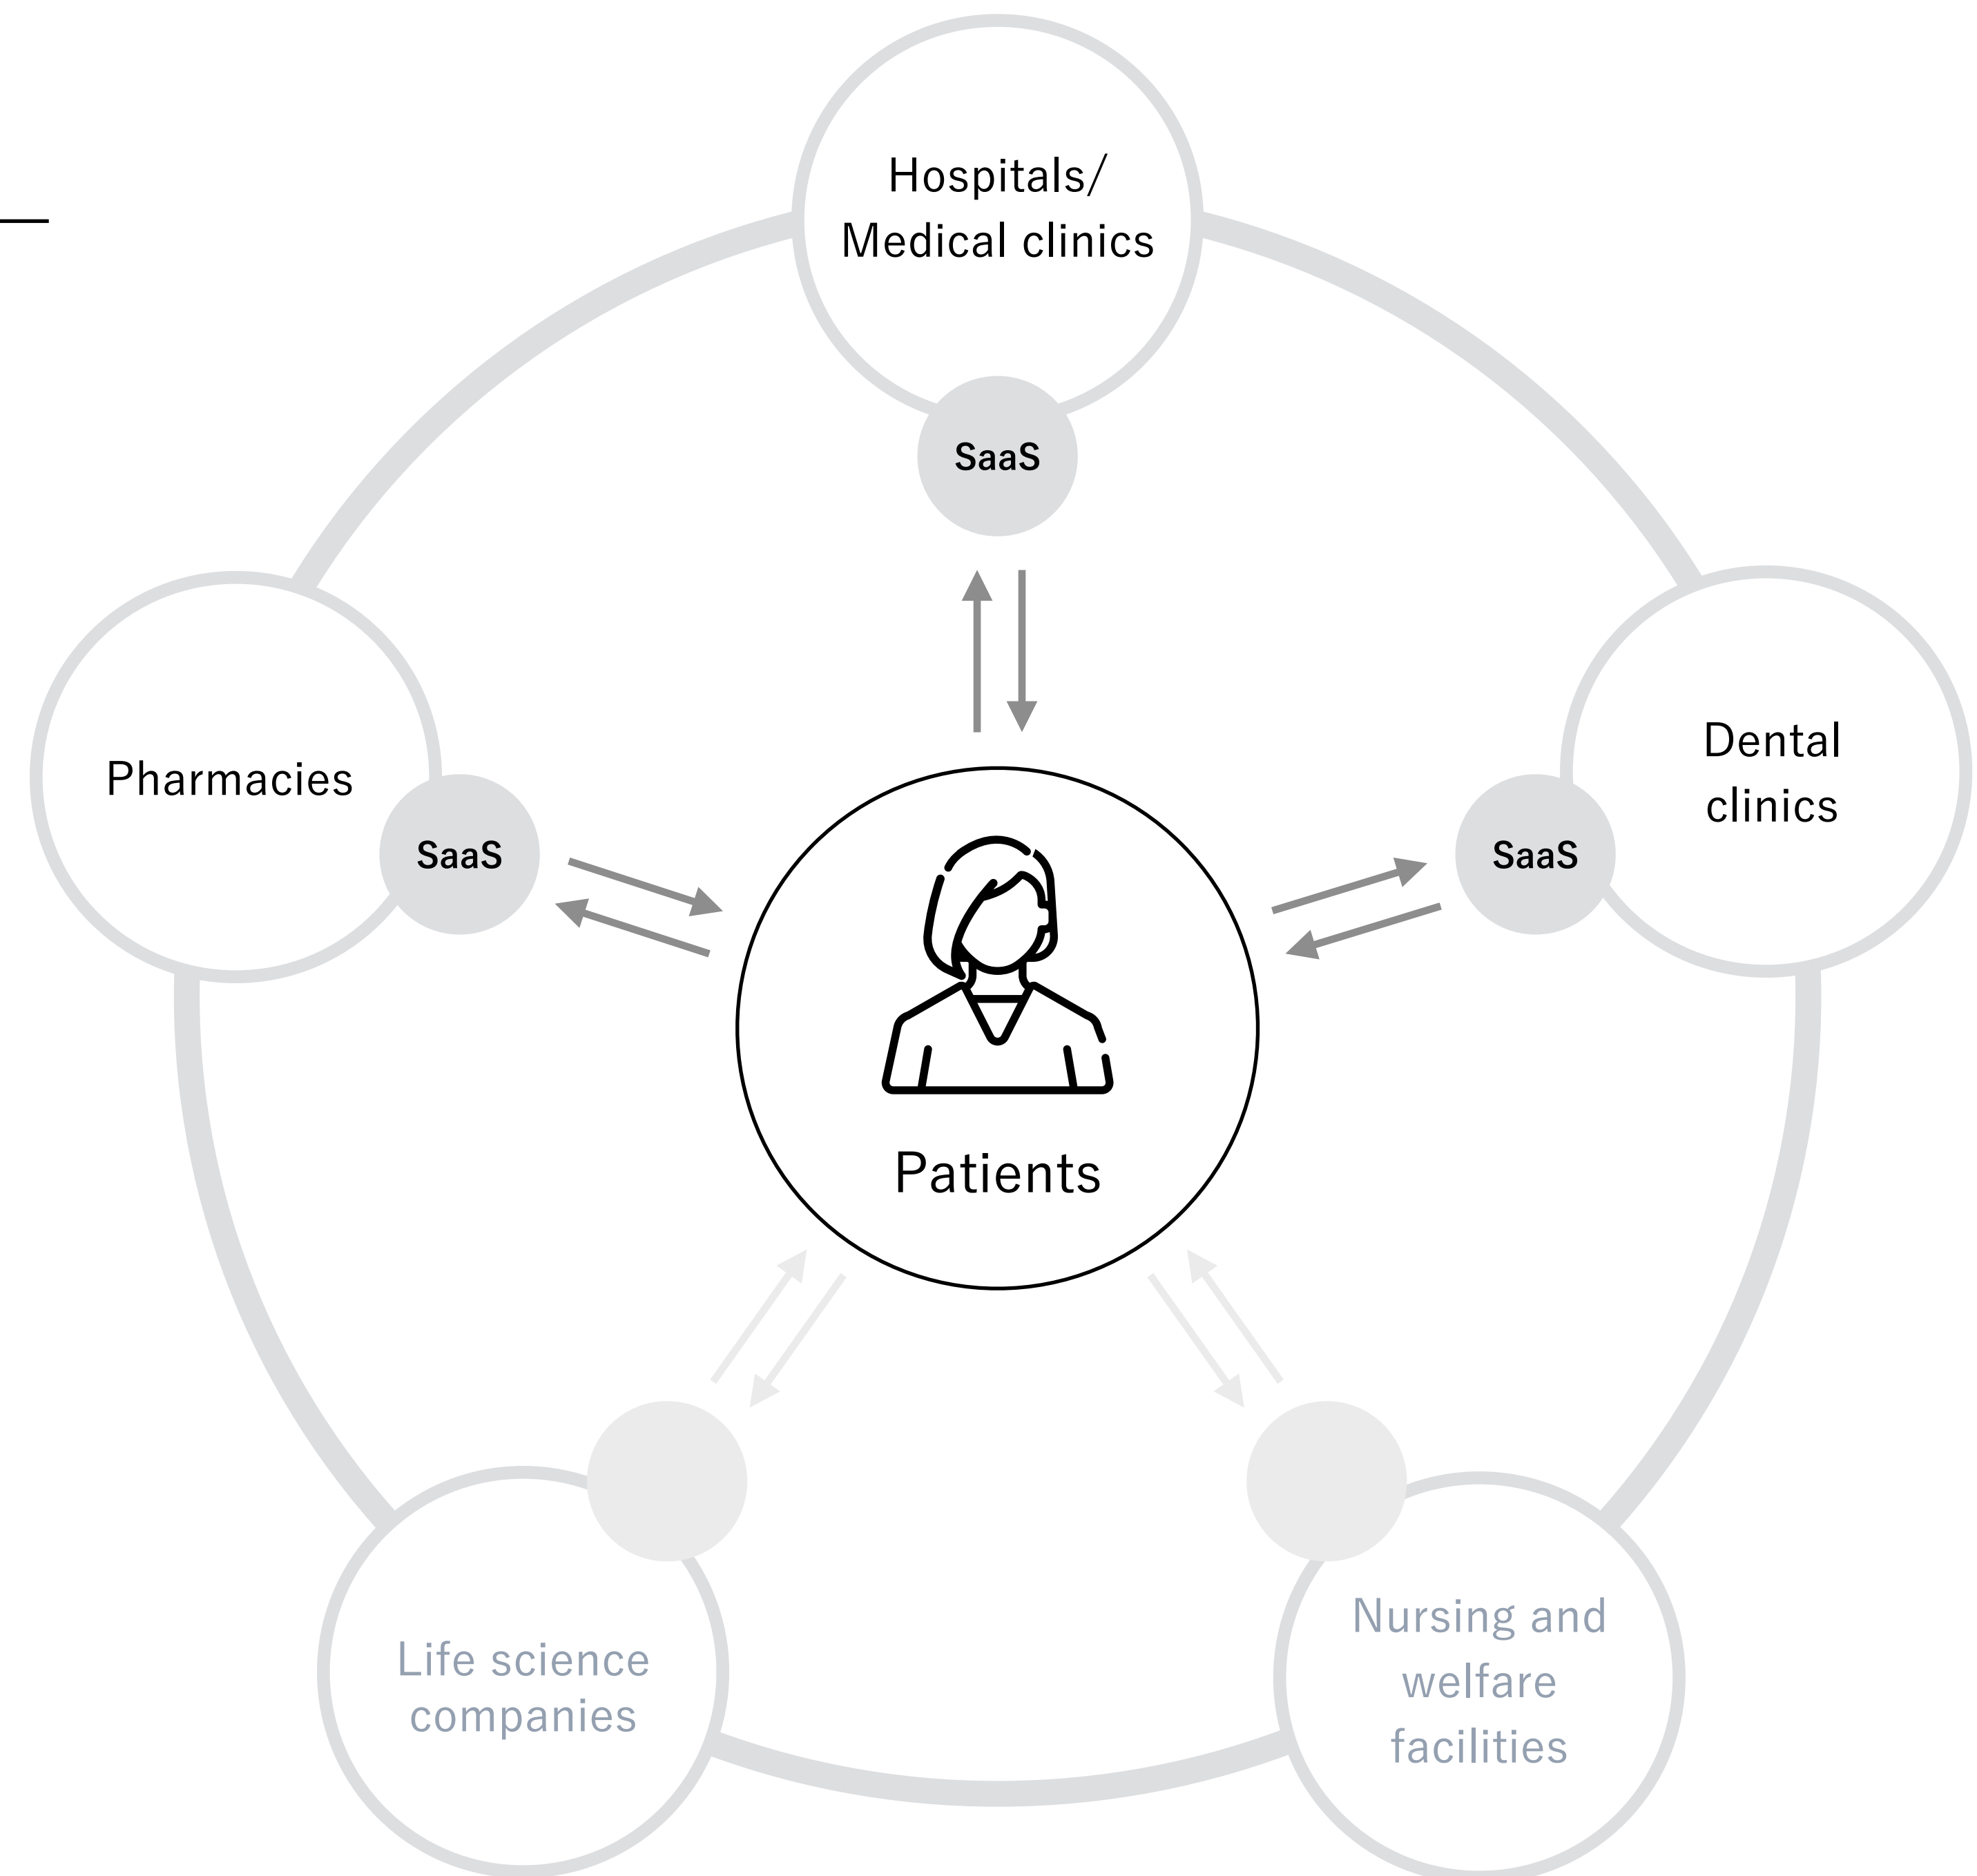 Hospitals/
Medical clinics
SaaS
Pharmacies
SaaS
Dental
clinics
SaaS
Patients
Life science
companies
Nursing and
welfare
facilities